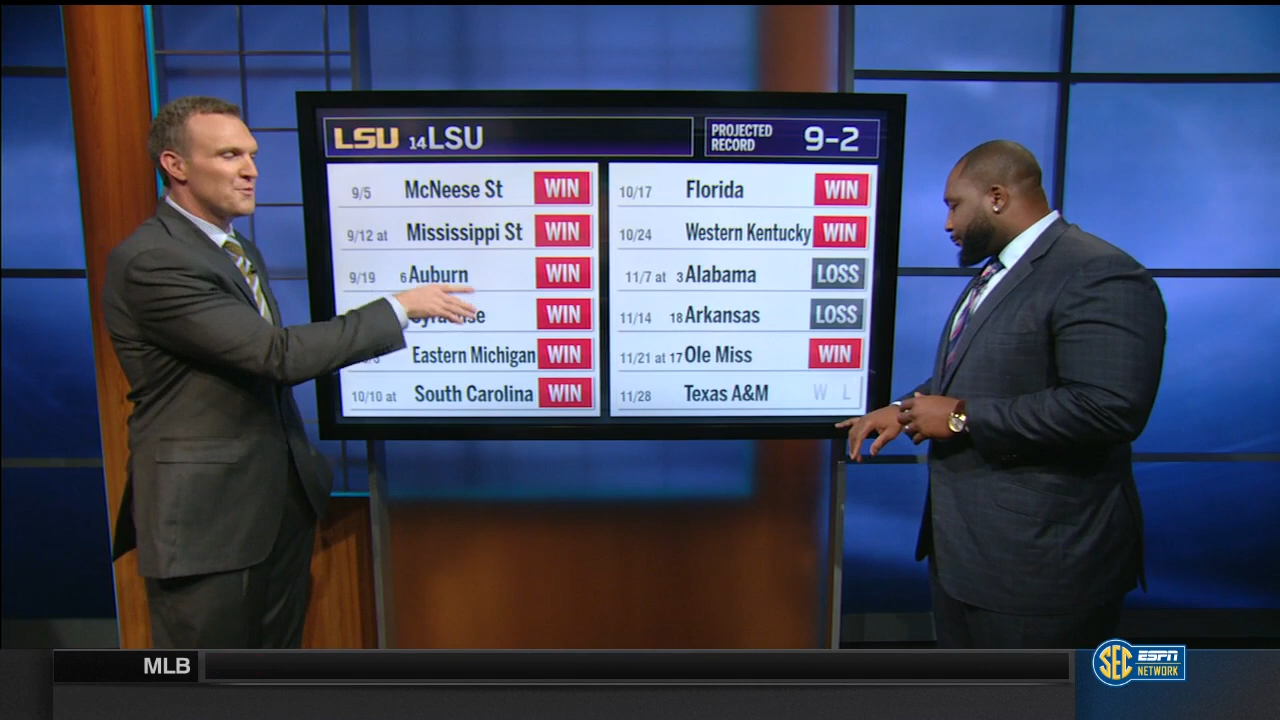 LSU 14 LSU
PROJECTED
RECORD
9-2
9/5 McNeese St WIN
9/12 at Mississippi St WIN
9/19 6 Auburn WIN
WIN
Eastern Michigan WIN
10/10 at South Carolina WIN
10/17 Florida WIN
10/24 Western Kentucky WIN
11/7 at 3 Alabama LOSS
11/14 18 Arkansas LOSS
11/21 at 17 Ole Miss WIN
11/28 Texas A&M W L
MLB
SEC ESPN
NETWORK